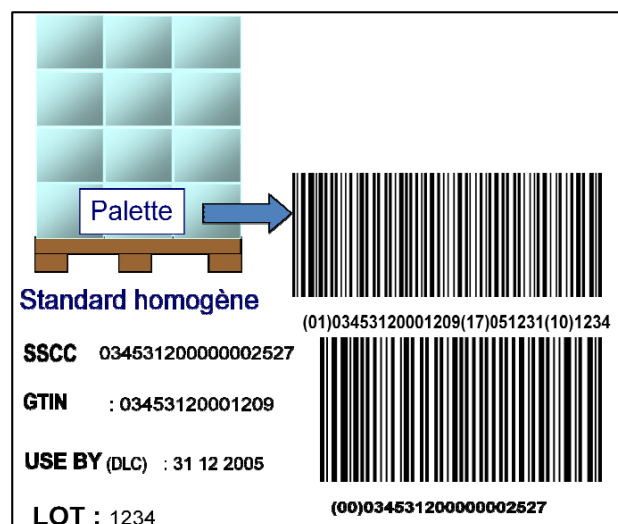 Palette
Standard homogène
(01)03453120001209(17)051231(10)1234
SSCC 034531200000002527
GTIN : 03453120001209
USE BY (DLC) : 31 12 2005
LOT : 1234
(00)034531200000002527